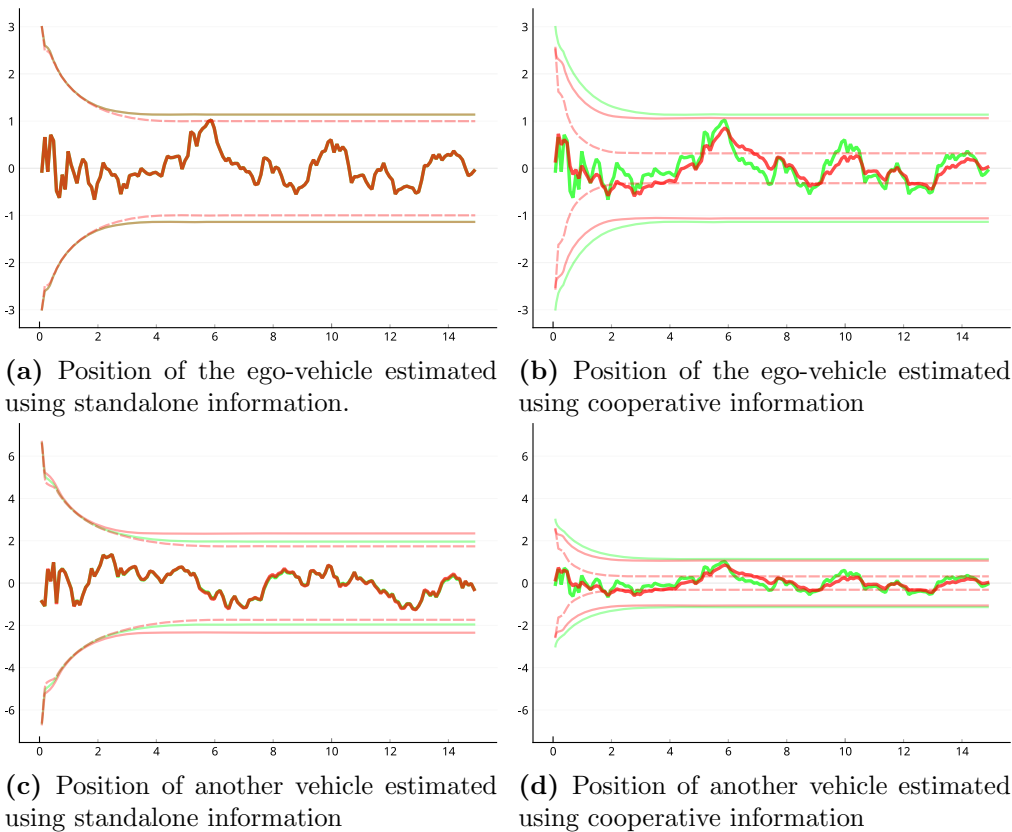 3
2
1
0
-1
-2
-3
0 2 4 6 8 10 12 14
3
2
1
0
-1
-2
-3
0 2 4 6 8 10 12 14
(a) Position of the ego-vehicle estimated
using standalone information.
(b) Position of the ego-vehicle estimated
using cooperative information
6
4
2
0
-2
-4
-6
0 2 4 6 8 10 12 14
6
4
2
0
-2
-4
-6
0 2 4 6 8 10 12 14
(c) Position of another vehicle estimated
using standalone information
(d) Position of another vehicle estimated
using cooperative information